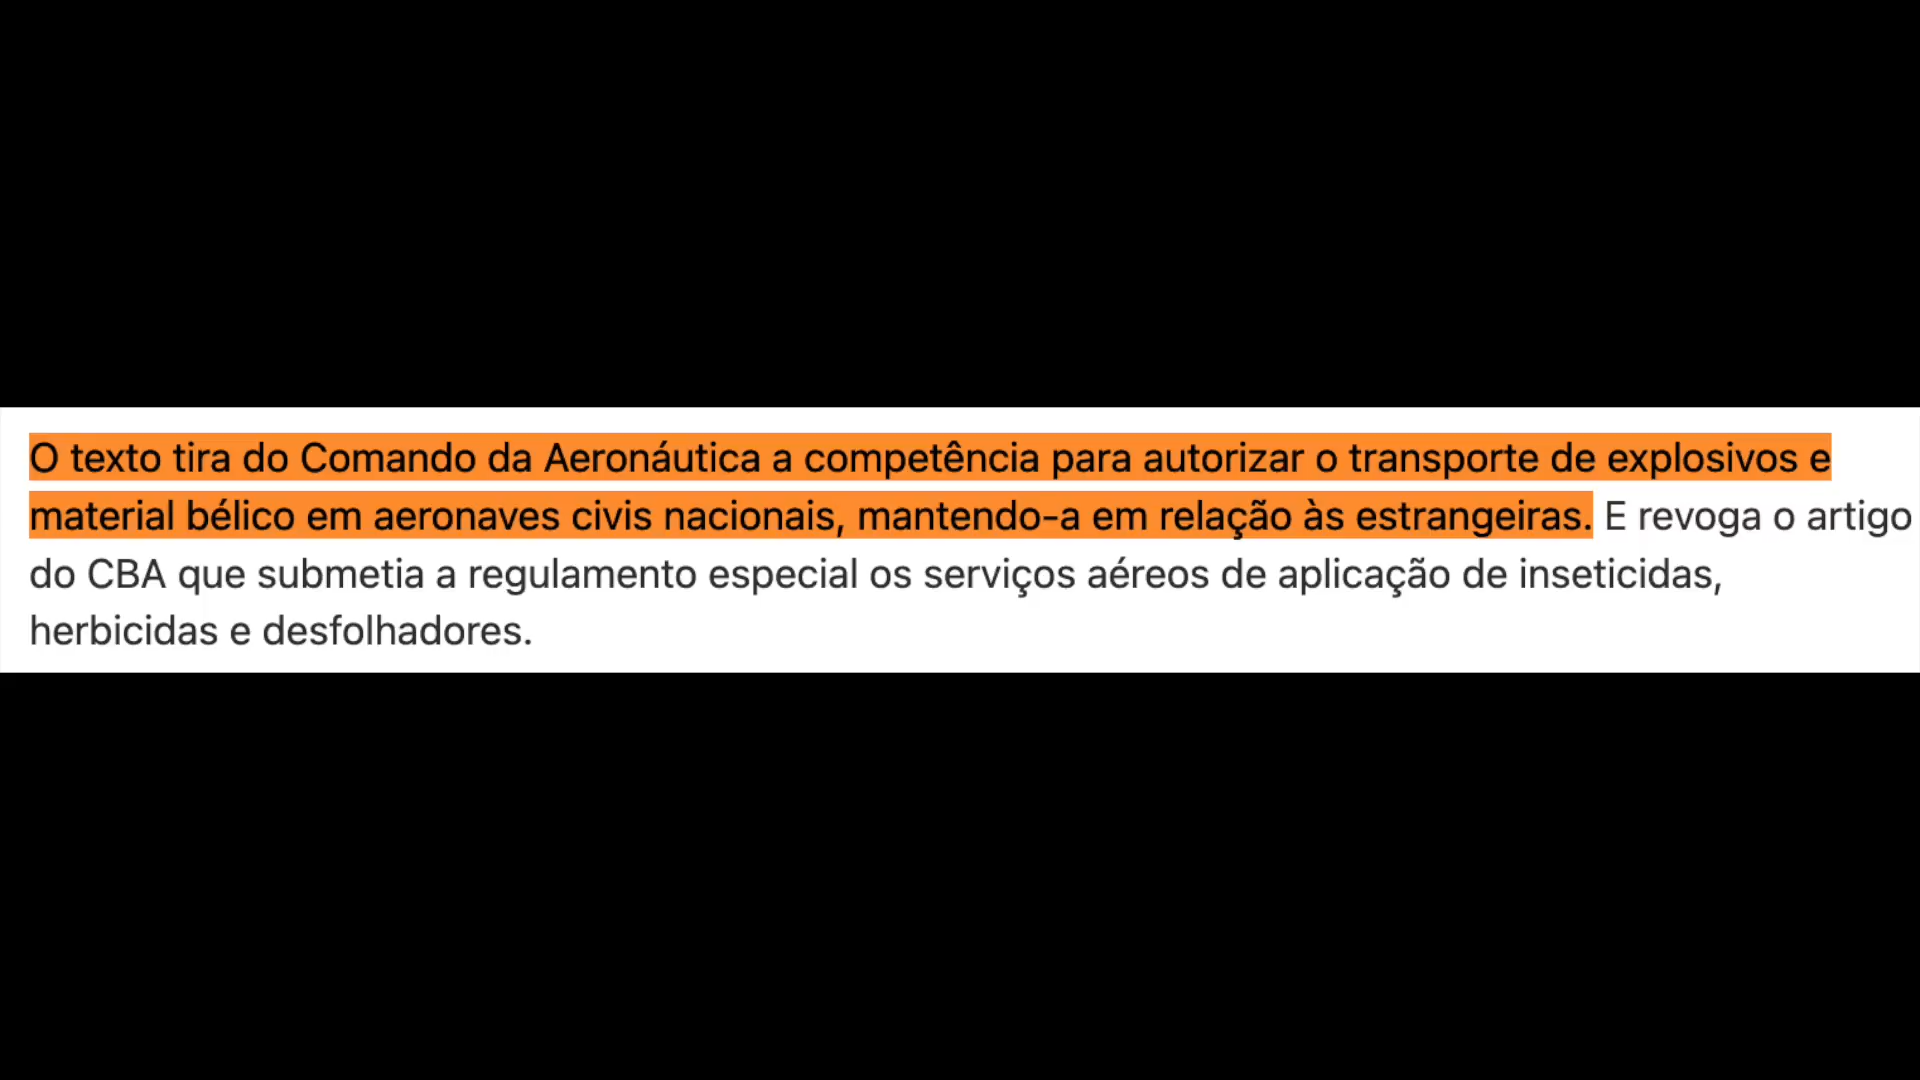 O texto tira do Comando da Aeronáutica a competência para autorizar o transporte de explosivos e
material bélico em aeronaves civis nacionais, mantendo-a em relação às estrangeiras. E revoga o artigo
do CBA que submetia a regulamento especial os serviços aéreos de aplicação de inseticidas,
herbicidas e desfolhadores.